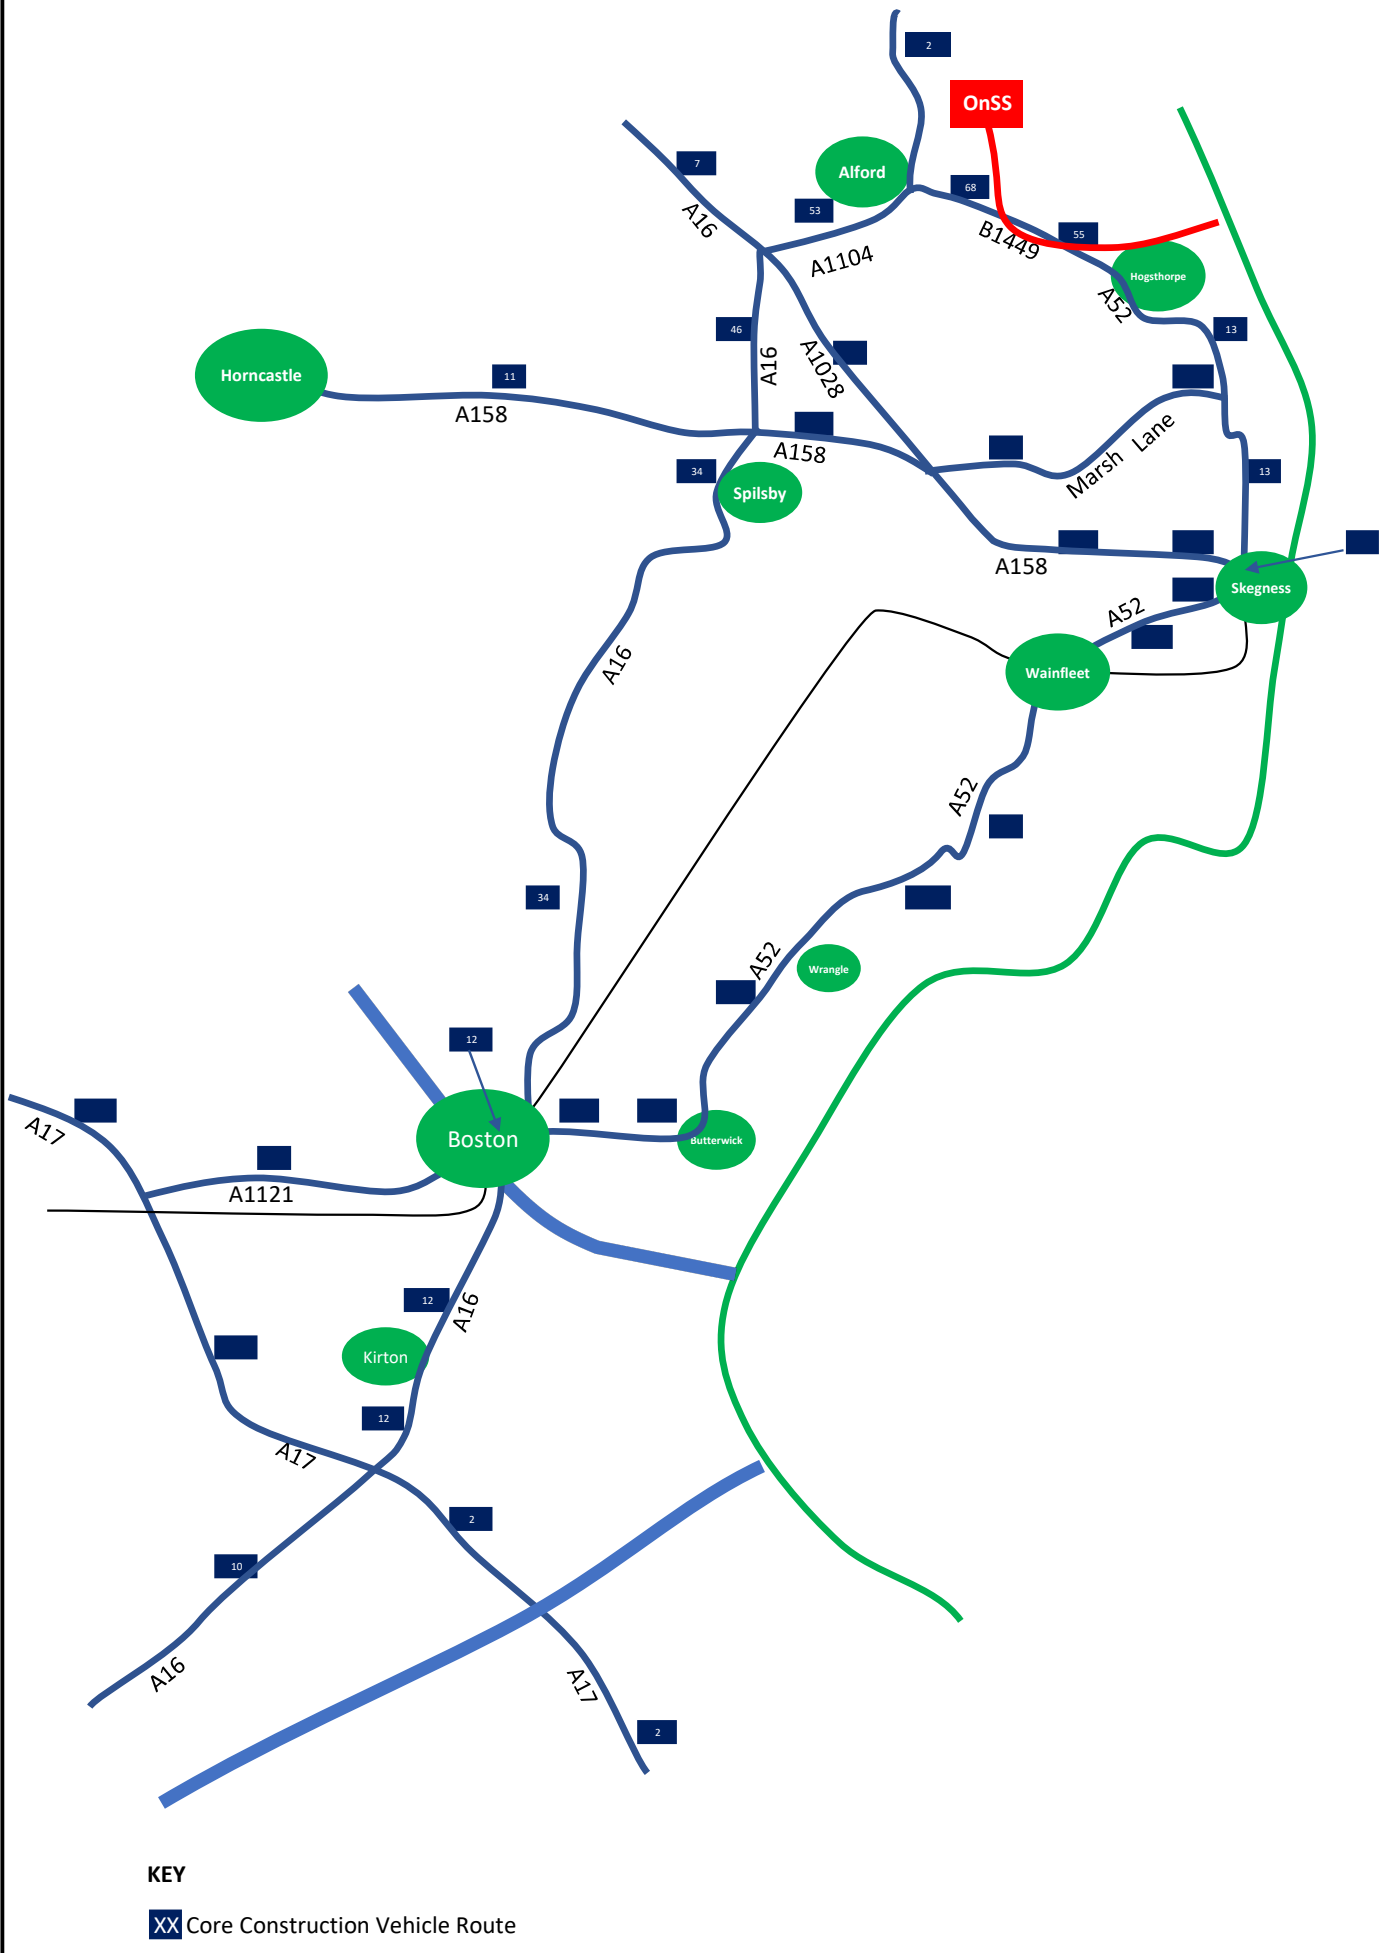 2
OnSS
7
Alford
68
53
A16
B1449
55
A1104
Hogsthorpe
A52
46
13
A16
A1028
Horncastle
11
A158
A158
Marsh Lane
34
13
Spilsby
A158
Skegness
A52
A16
Wainfleet
A52
34
A52
Wrangle
12
A17
Boston
Butterwick
A1121
12
A16
Kirton
12
A17
2
10
A16
A17
2
KEY
XX Core Construction Vehicle Route